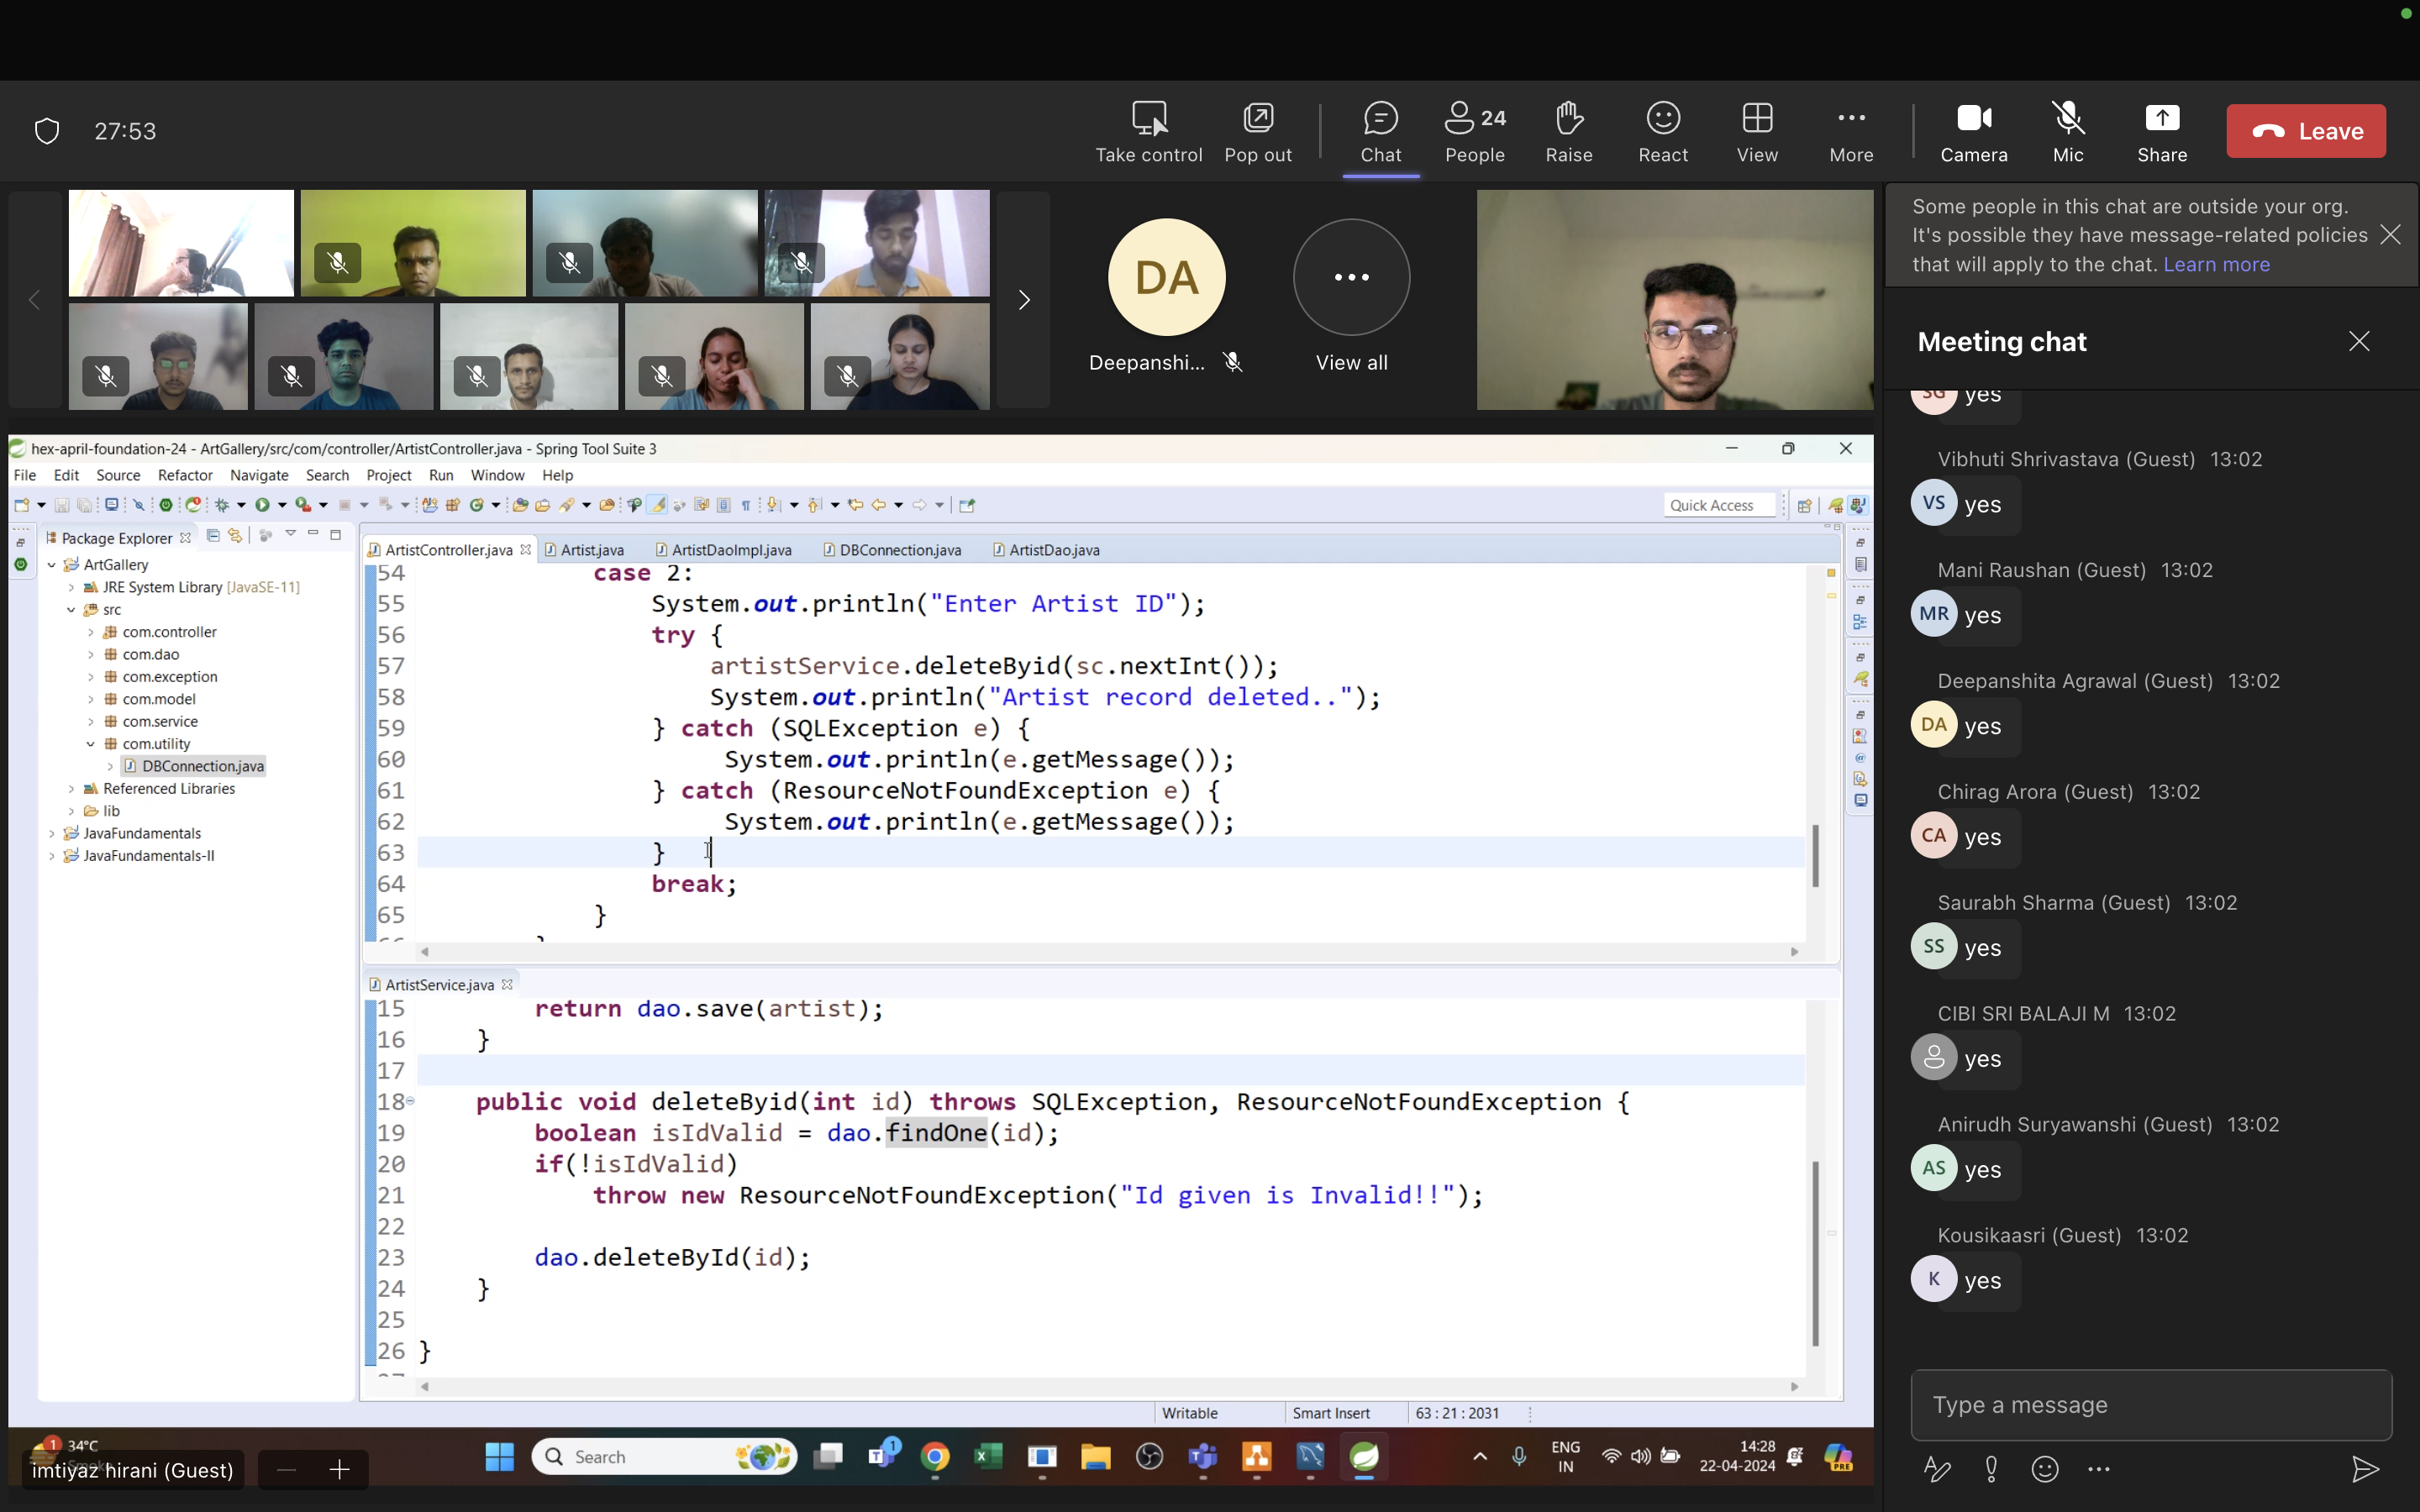 27:53
Take control
Pop out
Chat
24
People
Raise
React
View
More
Camera
Mic
Share
Leave
DA
Deepanshi...
View all
Some people in this chat are outside your org.
It's possible they have message-related policies
that will apply to the chat. Learn more
Meeting chat
SG yes
Vibhuti Shrivastava (Guest) 13:02
VS yes
Mani Raushan (Guest) 13:02
MR yes
Deepanshita Agrawal (Guest) 13:02
DA yes
Chirag Arora (Guest) 13:02
CA yes
Saurabh Sharma (Guest) 13:02
SS yes
CIBI SRI BALAJI M 13:02
yes
Anirudh Suryawanshi (Guest) 13:02
AS yes
Kousikaasri (Guest) 13:02
K yes
Type a message
hex-april-foundation-24 - ArtGallery/src/com/controller/ArtistController.java - Spring Tool Suite 3
File Edit Source Refactor Navigate Search Project Run Window Help
Quick Access
Package Explorer
ArtGallery
JRE System Library [JavaSE-11]
src
com.controller
com.dao
com.exception
com.model
com.service
com.utility
DBConnection.java
Referenced Libraries
lib
JavaFundamentals
JavaFundamentals-II
ArtistController.java Artist.java ArtistDaoImpl.java DBConnection.java ArtistDao.java
54 case 2:
55 System.out.println("Enter Artist ID");
56 try {
57 artistService.deleteByid(sc.nextInt());
58 System.out.println("Artist record deleted..");
59 } catch (SQLException e) {
60 System.out.println(e.getMessage());
61 } catch (ResourceNotFoundException e) {
62 System.out.println(e.getMessage());
63 }
64 break;
65 }
ArtistService.java
15 return dao.save(artist);
16 }
17
18 public void deleteByid(int id) throws SQLException, ResourceNotFoundException {
19 boolean isIdValid = dao.findOne(id);
20 if(!isIdValid)
21 throw new ResourceNotFoundException("Id given is Invalid!!");
22
23 dao.deleteById(id);
24 }
25
26 }
Writable Smart Insert 63 : 21 : 2031
1 34°C
imtiyaz hirani (Guest)
Search
1
ENG
IN
14:28
22-04-2024
PRE